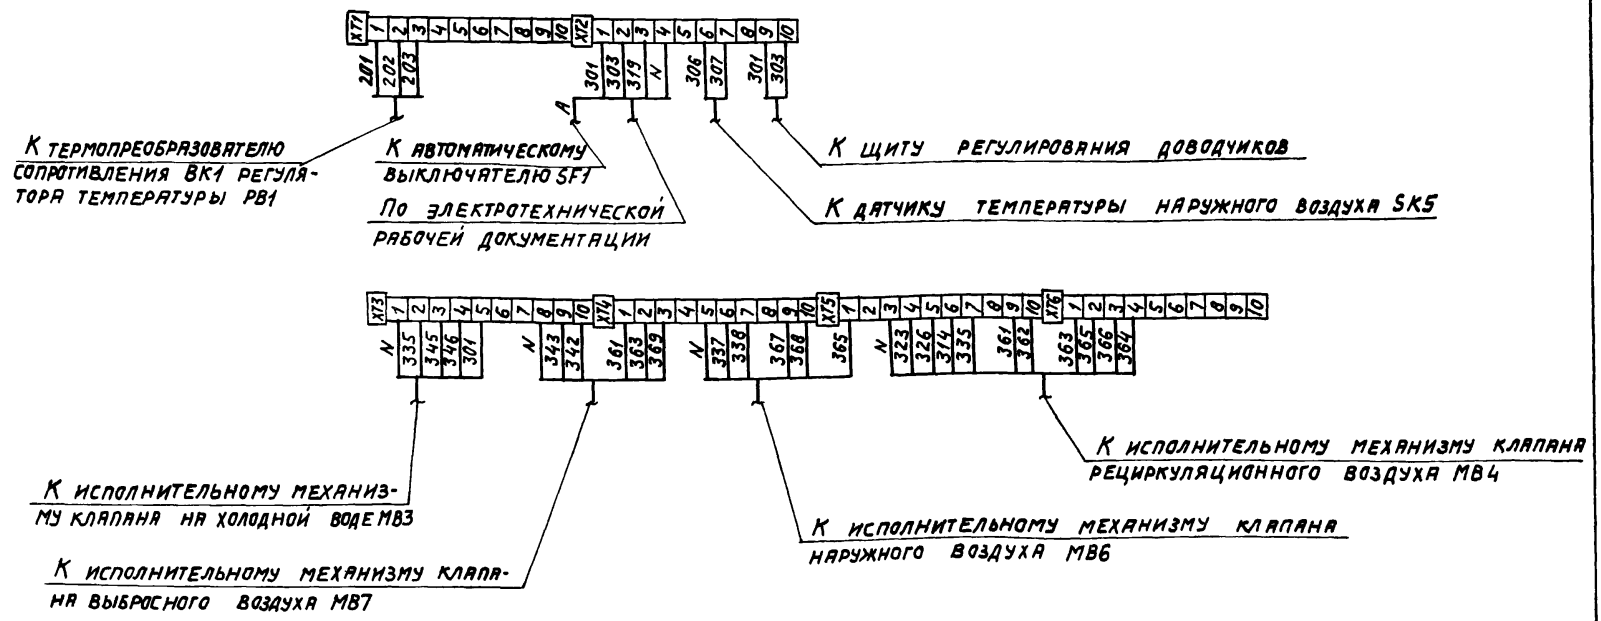 XT1 1 2 3 4 5 6 7 8 9 10 XT2 1 2 3 4 5 6 7 8 9 10
201 202 203 301 303 319 N 306 307 301 303
А
К ТЕРМОПРЕОБРАЗОВАТЕЛЮ
СОПРОТИВЛЕНИЯ ВК1 РЕГУЛЯ-
ТОРА ТЕМПЕРАТУРЫ РВ1
К АВТОМАТИЧЕСКОМУ
ВЫКЛЮЧАТЕЛЮ SF1
ПО ЭЛЕКТРОТЕХНИЧЕСКОЙ
РАБОЧЕЙ ДОКУМЕНТАЦИИ
К ЩИТУ РЕГУЛИРОВАНИЯ ДОВОДЧИКОВ
К ДАТЧИКУ ТЕМПЕРАТУРЫ НАРУЖНОГО ВОЗДУХА SK5
XT3 1 2 3 4 5 6 7 8 9 10 XT4 1 2 3 4 5 6 7 8 9 10 XT5 1 2 3 4 5 6 7 8 9 10 XT6 1 2 3 4 5 6 7 8 9 10
N 335 345 346 301 N 343 342 361 363 369 N 337 338 367 368 365 N 323 326 314 335 361 362 363 365 366 364
К ИСПОЛНИТЕЛЬНОМУ МЕХАНИЗМУ КЛАПАНА
РЕЦИРКУЛЯЦИОННОГО ВОЗДУХА МВ4
К ИСПОЛНИТЕЛЬНОМУ МЕХАНИЗ-
МУ КЛАПАНА НА ХОЛОДНОЙ ВОДЕ МВ3
К ИСПОЛНИТЕЛЬНОМУ МЕХАНИЗМУ КЛАПАНА
НАРУЖНОГО ВОЗДУХА МВ6
К ИСПОЛНИТЕЛЬНОМУ МЕХАНИЗМУ КЛАПА-
НА ВЫБРОСНОГО ВОЗДУХА МВ7